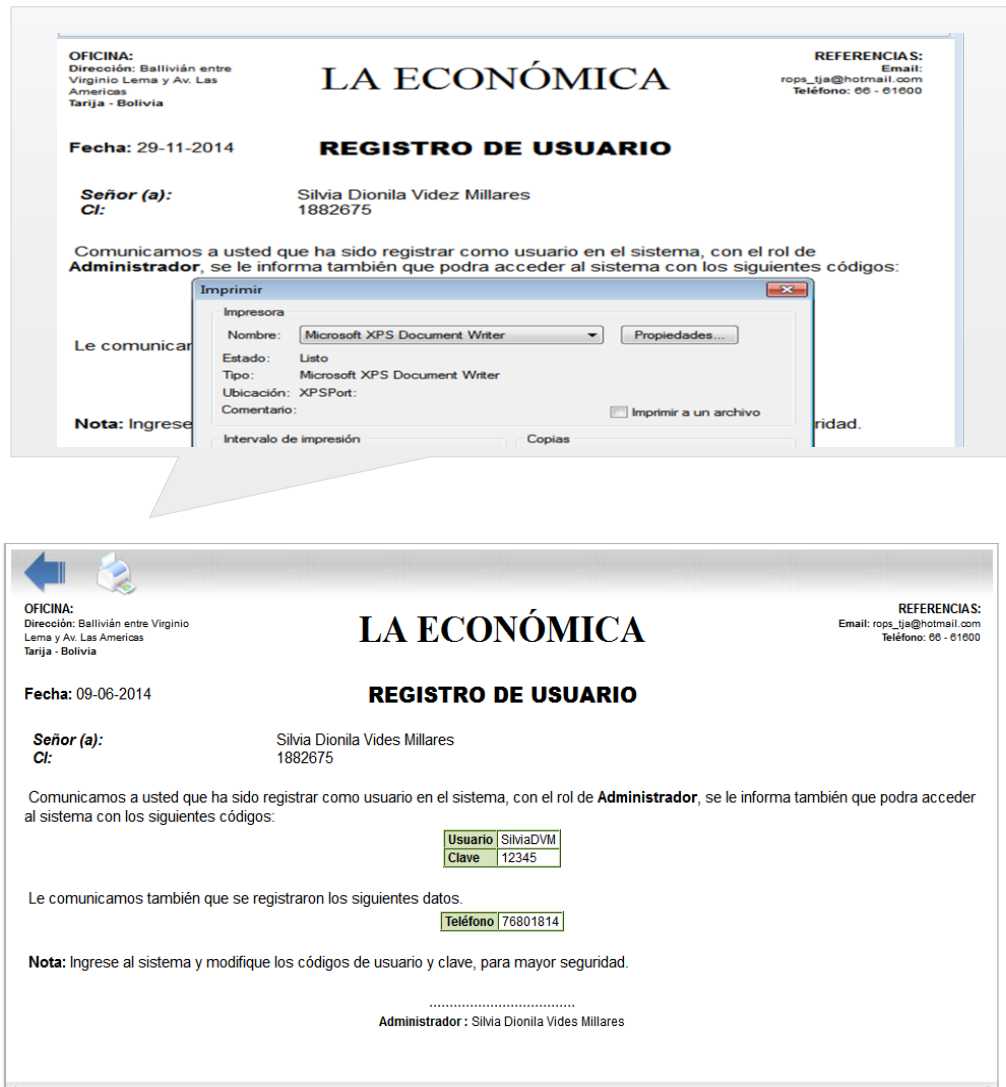 OFICINA:
Dirección: Ballivián entre
Virginio Lema y Av. Las
Americas
Tarija - Bolivia
LA ECONÓMICA
REFERENCIAS:
Email:
rops_tja@hotmail.com
Teléfono: 66 - 61600
Fecha: 29-11-2014
REGISTRO DE USUARIO
Señor (a): Silvia Dionila Videz Millares
CI: 1882675
Comunicamos a usted que ha sido registrar como usuario en el sistema, con el rol de
Administrador, se le informa también que podra acceder al sistema con los siguientes códigos:
Imprimir
Impresora
Nombre: Microsoft XPS Document Writer Propiedades...
Le comunicar
Estado: Listo
Tipo: Microsoft XPS Document Writer
Ubicación: XPSPort:
Comentario: Imprimir a un archivo
Nota: Ingrese ridad.
Intervalo de impresión Copias
OFICINA:
Dirección: Ballivián entre Virginio
Lema y Av. Las Americas
Tarija - Bolivia
LA ECONÓMICA
REFERENCIAS:
Email: rops_tja@hotmail.com
Teléfono: 66 - 61600
Fecha: 09-06-2014
REGISTRO DE USUARIO
Señor (a): Silvia Dionila Vides Millares
CI: 1882675
Comunicamos a usted que ha sido registrar como usuario en el sistema, con el rol de Administrador, se le informa también que podra acceder
al sistema con los siguientes códigos:
Usuario SilviaDVM
Clave 12345
Le comunicamos también que se registraron los siguientes datos.
Teléfono 76801814
Nota: Ingrese al sistema y modifique los códigos de usuario y clave, para mayor seguridad.
....................................
Administrador : Silvia Dionila Vides Millares